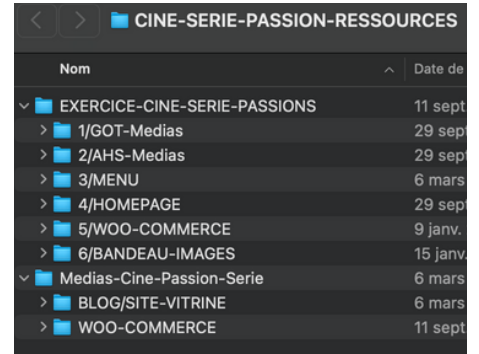 CINE-SERIE-PASSION-RESSOURCES
Nom Date de
EXERCICE-CINE-SERIE-PASSIONS 11 sept
1/GOT-Medias 29 sept
2/AHS-Medias 29 sept
3/MENU 6 mars
4/HOMEPAGE 29 sept
5/WOO-COMMERCE 9 janv.
6/BANDEAU-IMAGES 15 janv.
Medias-Cine-Passion-Serie 6 mars
BLOG/SITE-VITRINE 6 mars
WOO-COMMERCE 11 sept